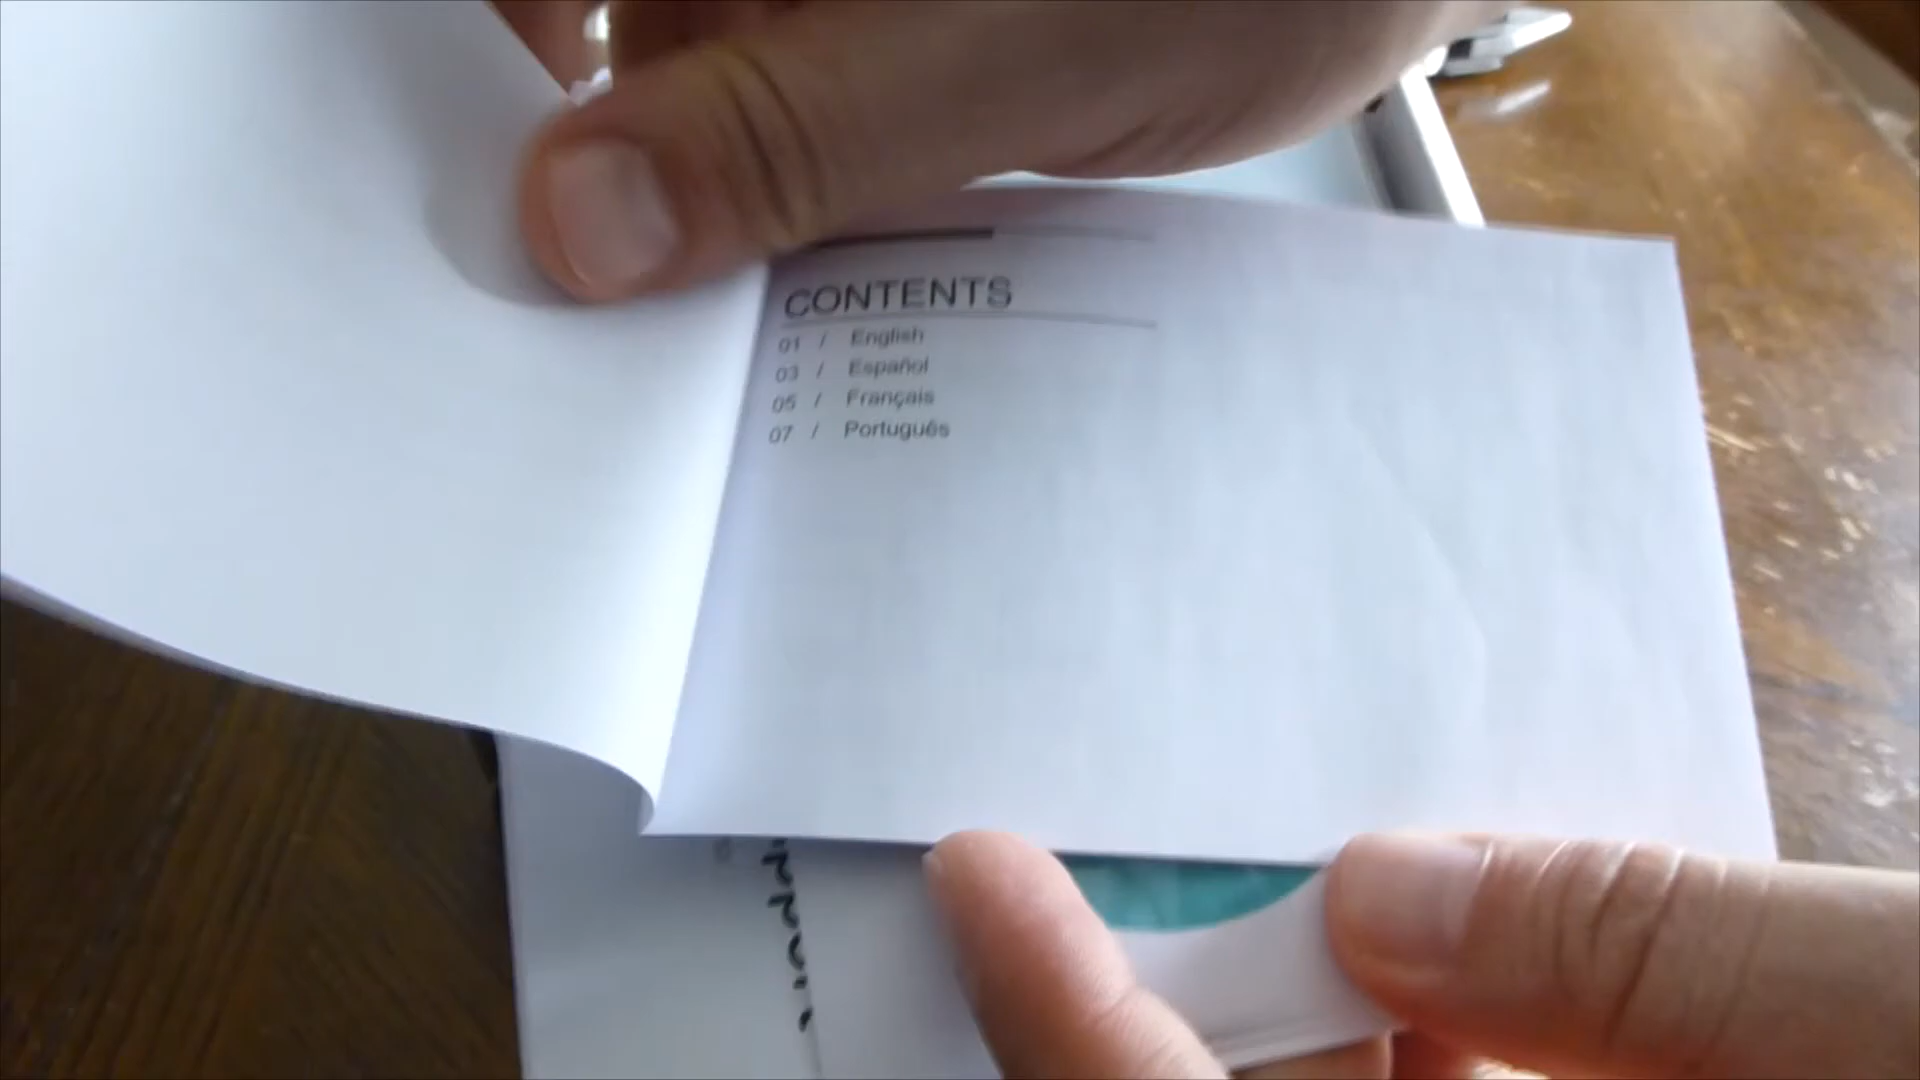 CONTENTS
01 / English
03 / Español
05 / Français
07 / Português